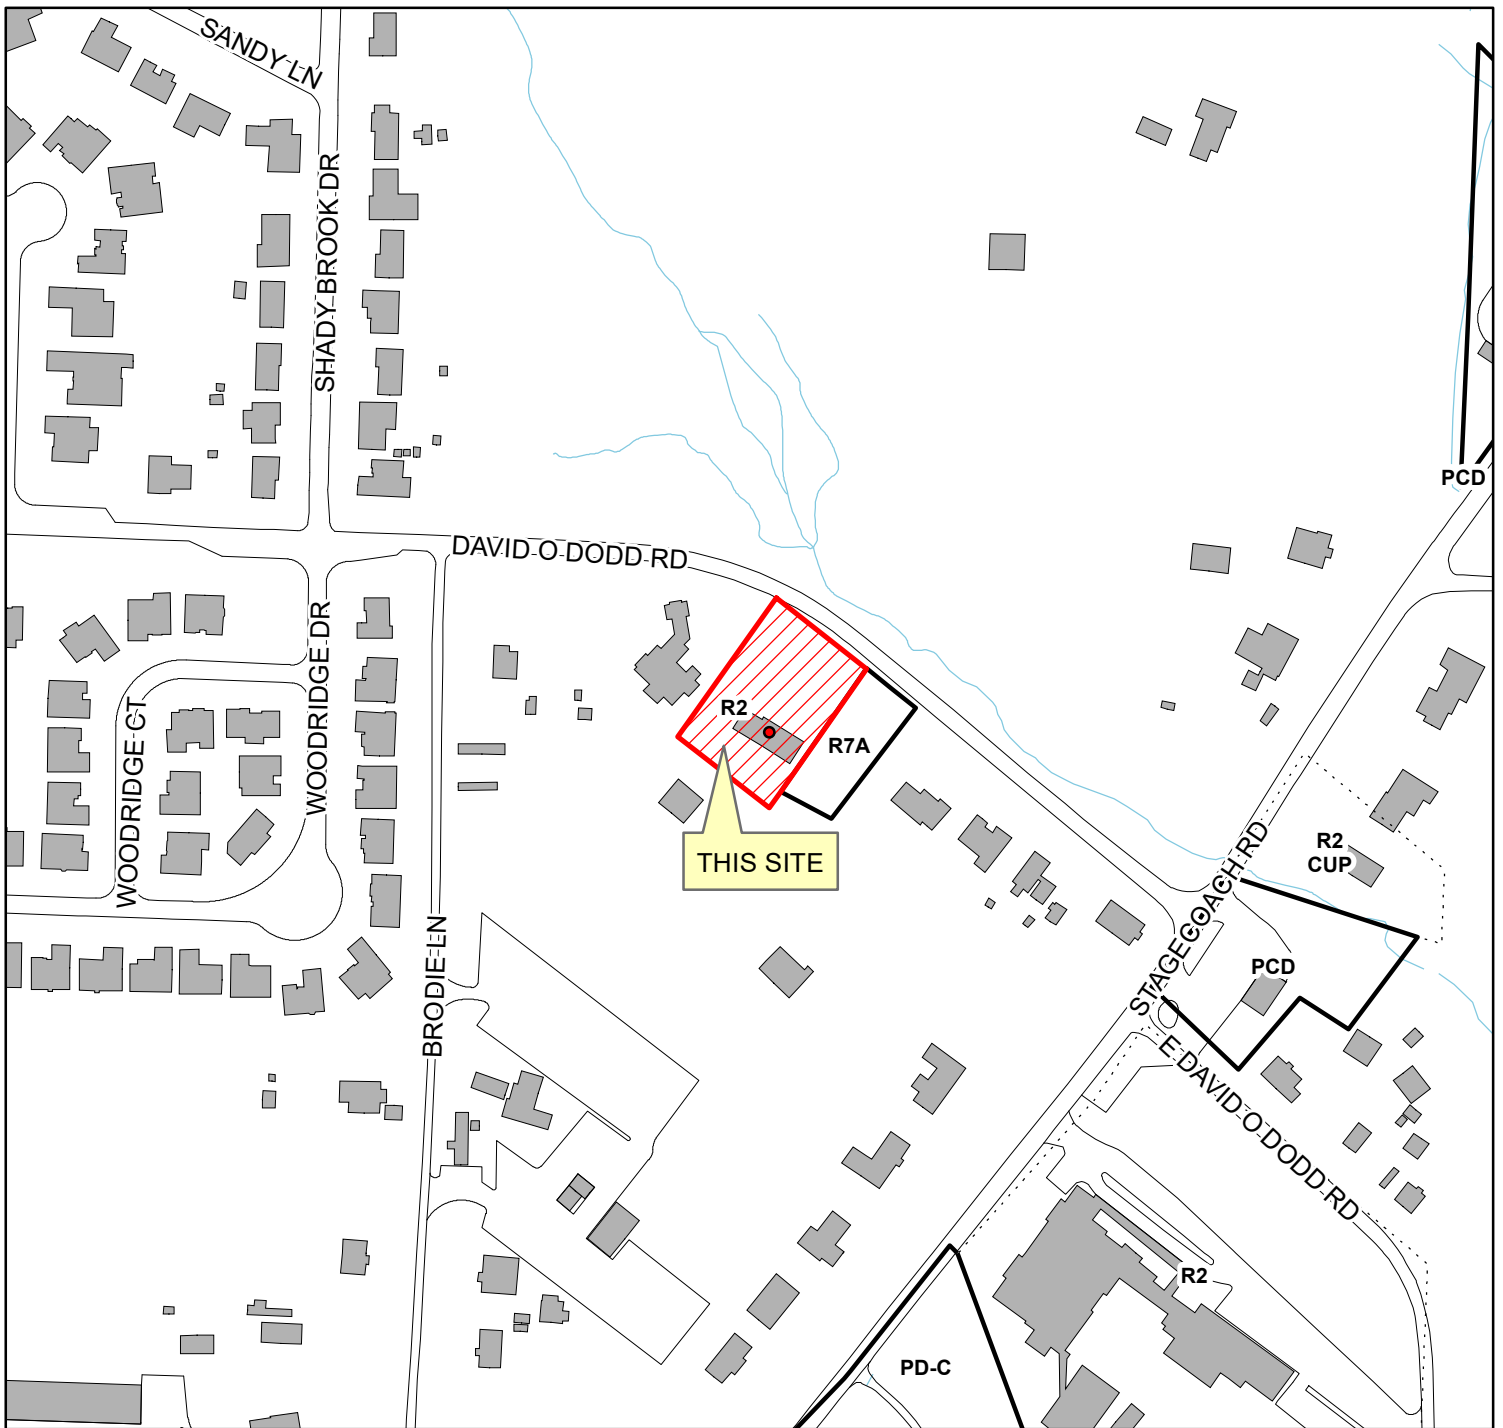 SANDY LN
SHADY BROOK DR
PCD
DAVID O DODD RD
WOODRIDGE DR
WOODRIDGE CT
R2
R7A
THIS SITE
R2
CUP
STAGECOACH RD
BRODIE LN
PCD
E DAVID O DODD RD
R2
PD-C